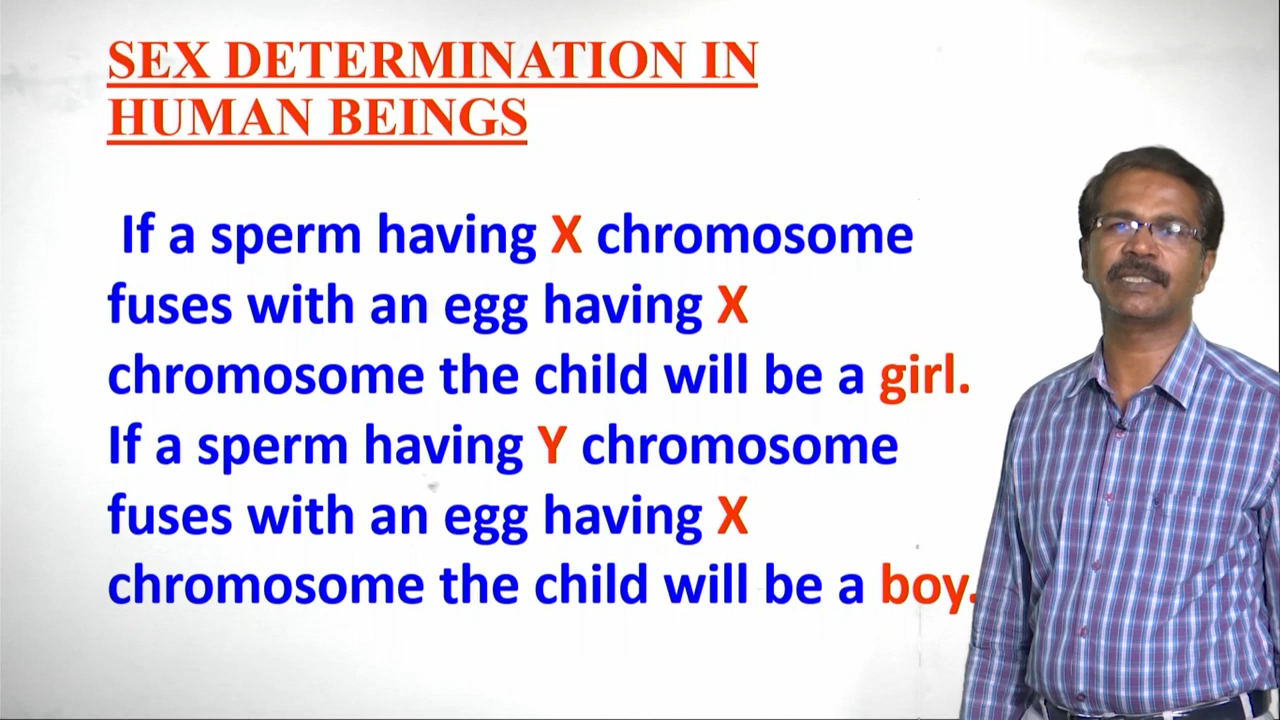 SEX DETERMINATION IN
HUMAN BEINGS
If a sperm having X chromosome
fuses with an egg having X
chromosome the child will be a girl.
If a sperm having Y chromosome
fuses with an egg having X
chromosome the child will be a boy.